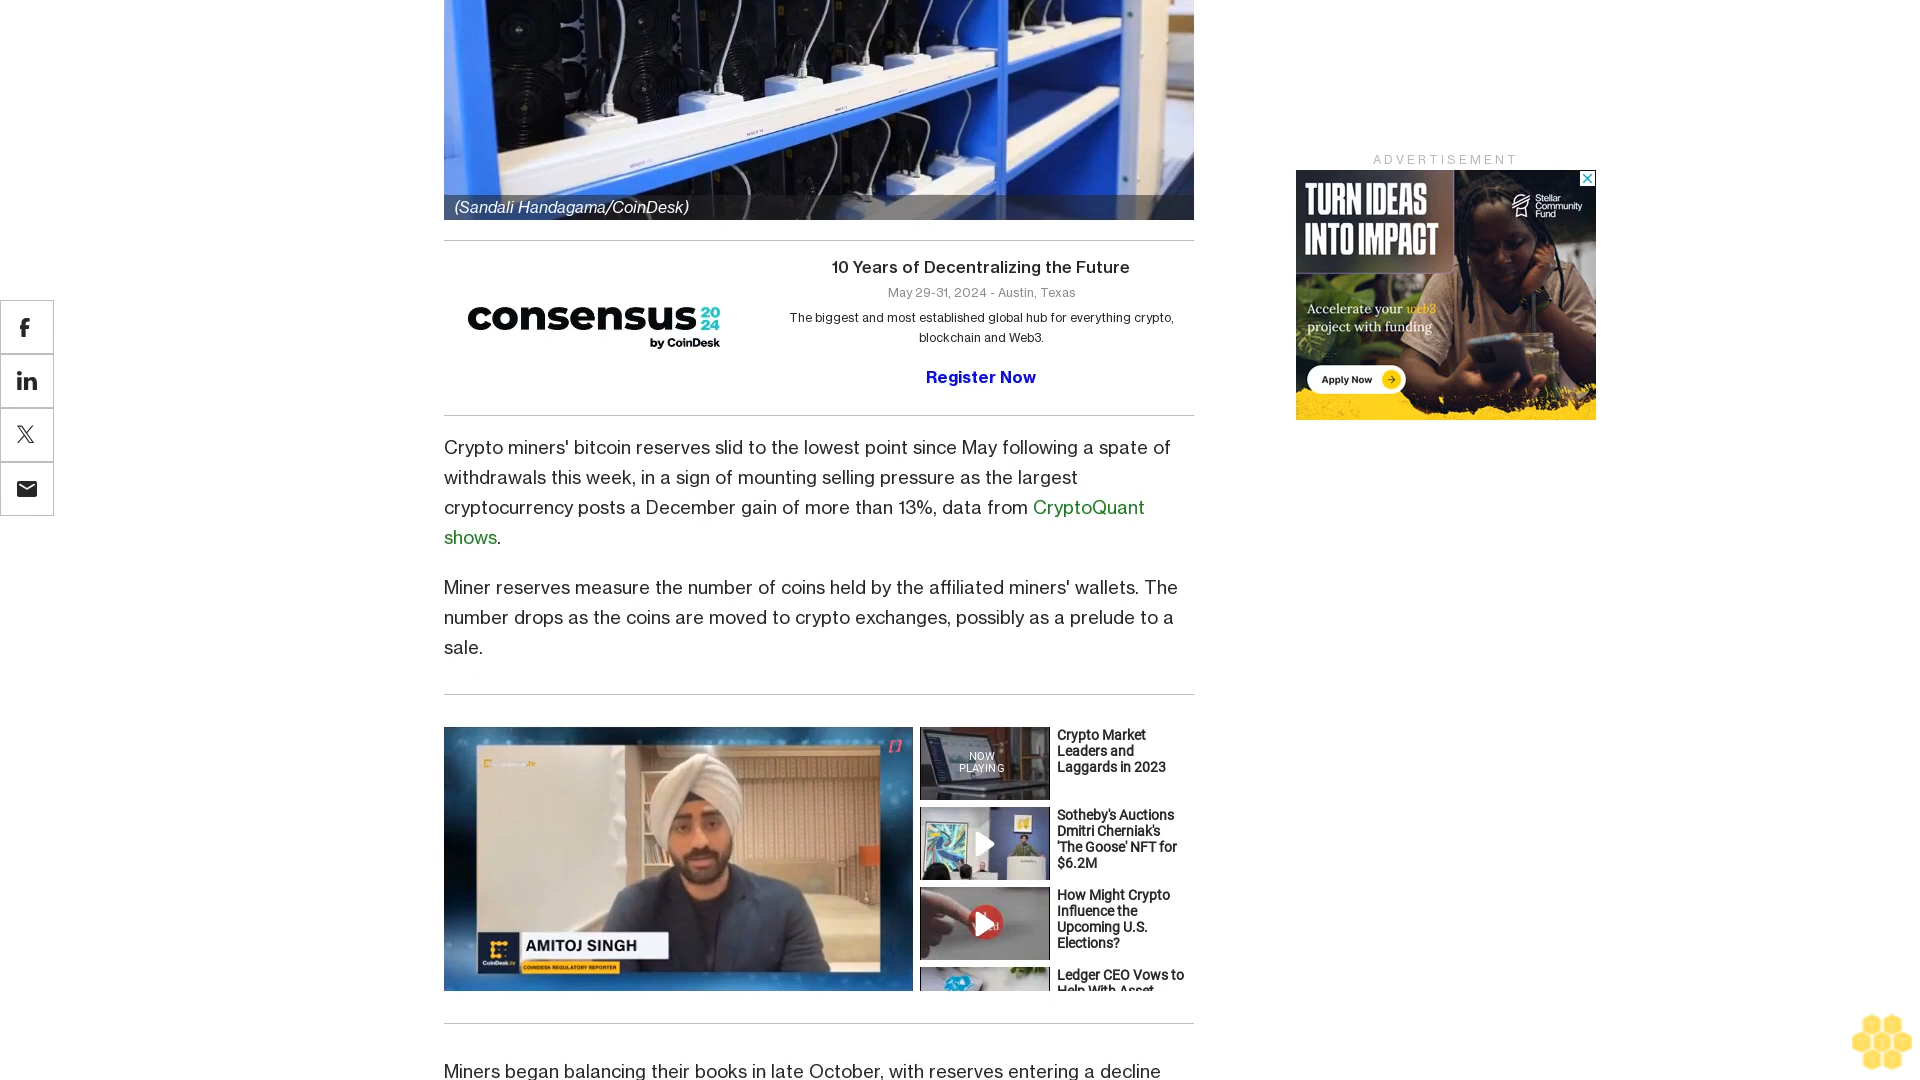 (Sandali Handagama/CoinDesk)
ADVERTISEMENT
TURN IDEAS
INTO IMPACT
Stellar
Community
Fund
Accelerate your web3
project with funding
Apply Now
consensus 20
24
by CoinDesk
10 Years of Decentralizing the Future
May 29-31, 2024 - Austin, Texas
The biggest and most established global hub for everything crypto,
blockchain and Web3.
Register Now
Crypto miners' bitcoin reserves slid to the lowest point since May following a spate of
withdrawals this week, in a sign of mounting selling pressure as the largest
cryptocurrency posts a December gain of more than 13%, data from CryptoQuant
shows.
Miner reserves measure the number of coins held by the affiliated miners' wallets. The
number drops as the coins are moved to crypto exchanges, possibly as a prelude to a
sale.
AMITOJ SINGH
CoinDesk.tv
COINDESK REGULATORY REPORTER
NOW
PLAYING
Crypto Market
Leaders and
Laggards in 2023
Sotheby's Auctions
Dmitri Cherniak's
'The Goose' NFT for
$6.2M
How Might Crypto
Influence the
Upcoming U.S.
Elections?
Ledger CEO Vows to
Help With Asset
Miners began balancing their books in late October, with reserves entering a decline